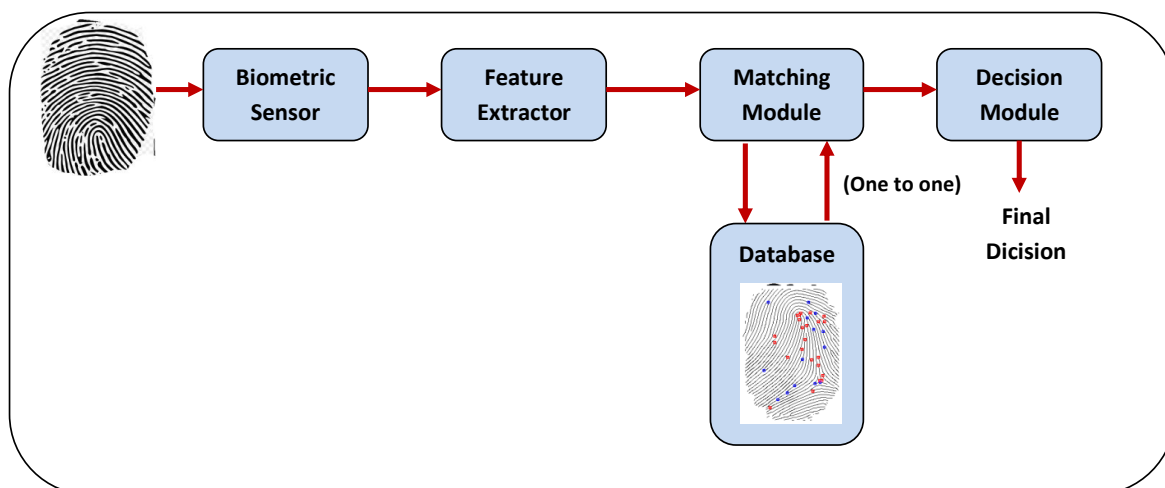 Biometric
Sensor
Feature
Extractor
Matching
Module
Decision
Module
(One to one)
Final
Dicision
Database